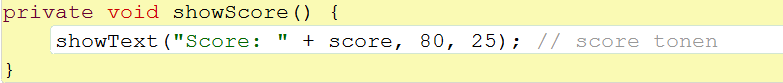 private void showScore() {
showText("Score: " + score, 80, 25); // score tonen
}